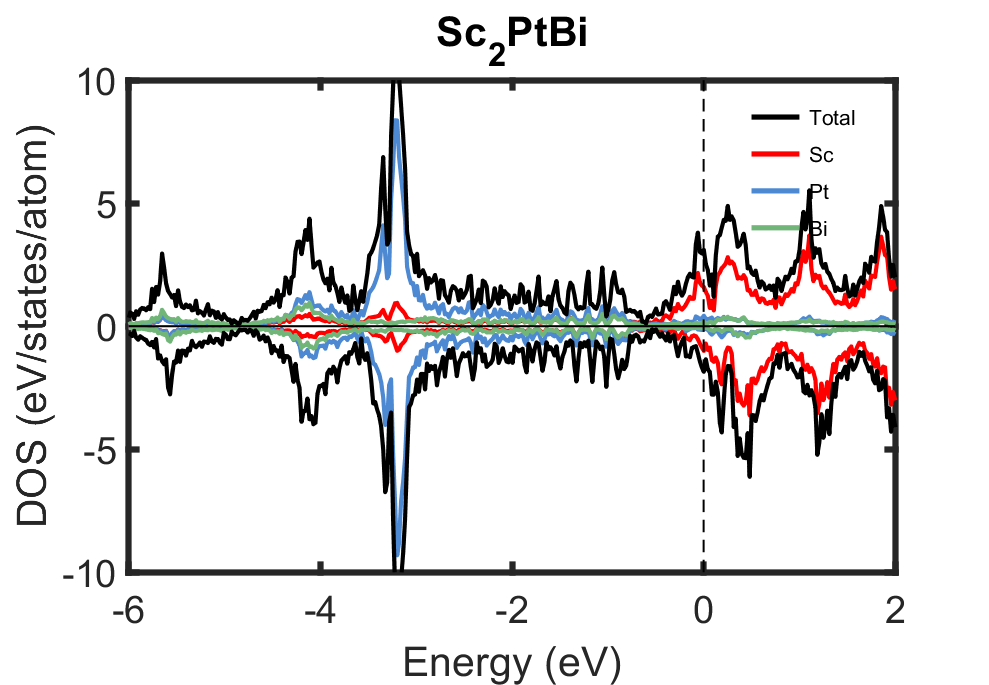 Sc2PtBi
DOS (eV/states/atom)
10
5
0
-5
-10
Total
Sc
Pt
Bi
-6 -4 -2 0 2
Energy (eV)